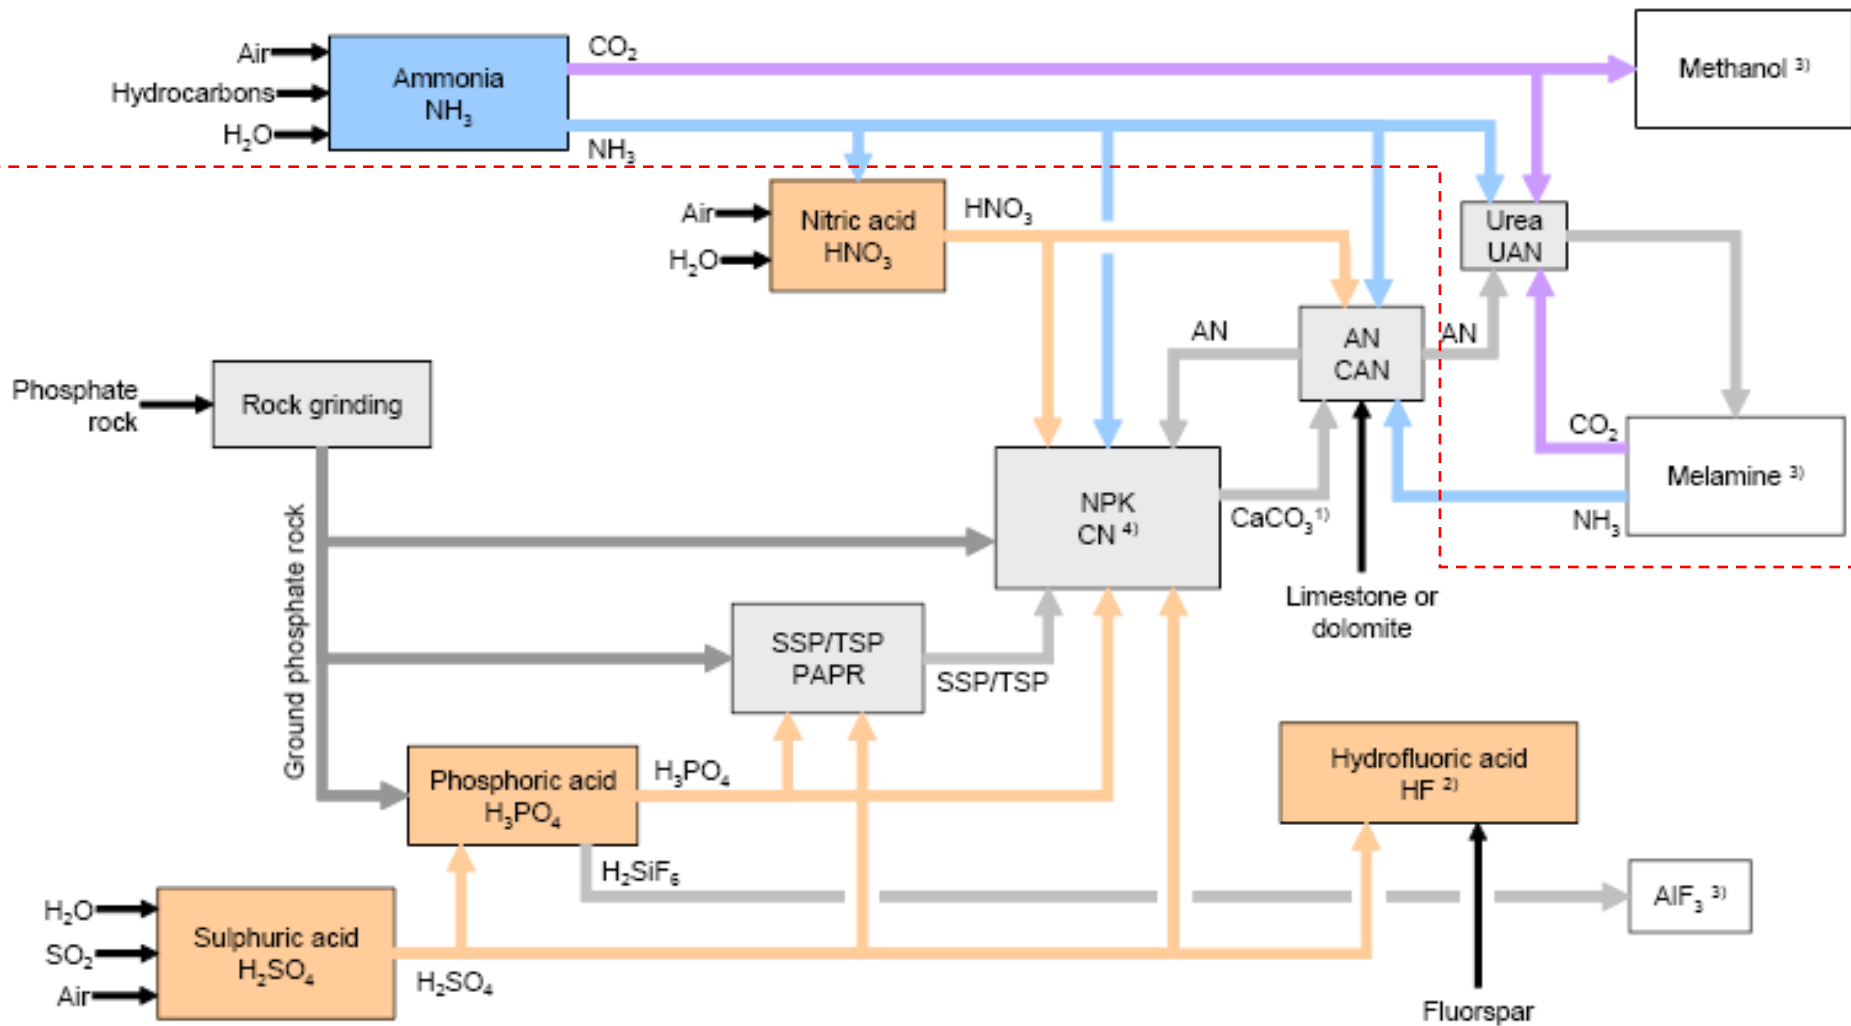 Air
Hydrocarbons
H₂O
Ammonia
NH₃
CO₂
NH₃
Methanol ³⁾
Air
H₂O
Nitric acid
HNO₃
HNO₃
Urea
UAN
AN
AN
CAN
AN
Phosphate
rock
Rock grinding
Ground phosphate rock
NPK
CN ⁴⁾
CaCO₃¹⁾
CO₂
NH₃
Melamine ³⁾
Limestone or
dolomite
SSP/TSP
PAPR
SSP/TSP
Phosphoric acid
H₃PO₄
H₃PO₄
H₂SiF₆
Hydrofluoric acid
HF ²⁾
AlF₃ ³⁾
H₂O
SO₂
Air
Sulphuric acid
H₂SO₄
H₂SO₄
Fluorspar